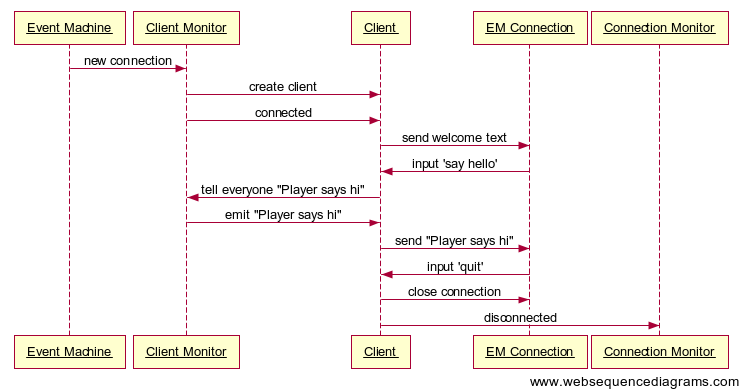 Event Machine Client Monitor Client EM Connection Connection Monitor
new connection
create client
connected
send welcome text
input 'say hello'
tell everyone "Player says hi"
emit "Player says hi"
send "Player says hi"
input 'quit'
close connection
disconnected
Event Machine Client Monitor Client EM Connection Connection Monitor
www.websequencediagrams.com